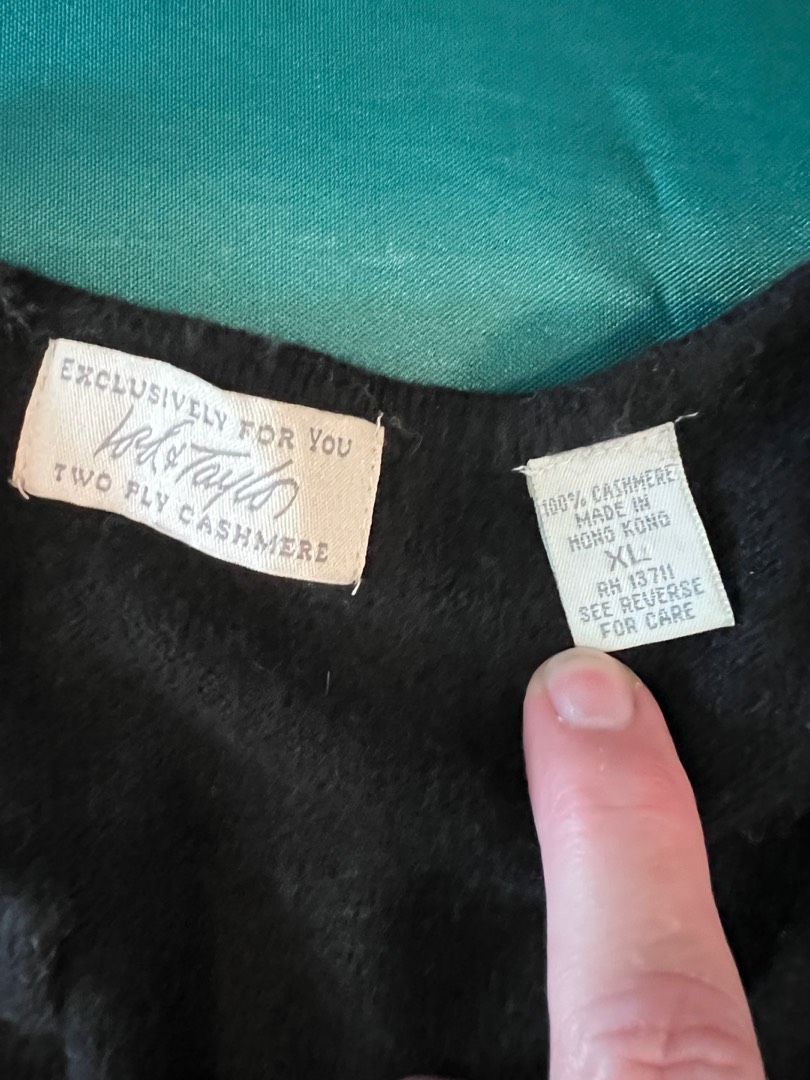 EXCLUSIVELY FOR YOU
Lord & Taylor
TWO PLY CASHMERE
100% CASHMERE
MADE IN
HONG KONG
XL
RN 13711
SEE REVERSE
FOR CARE